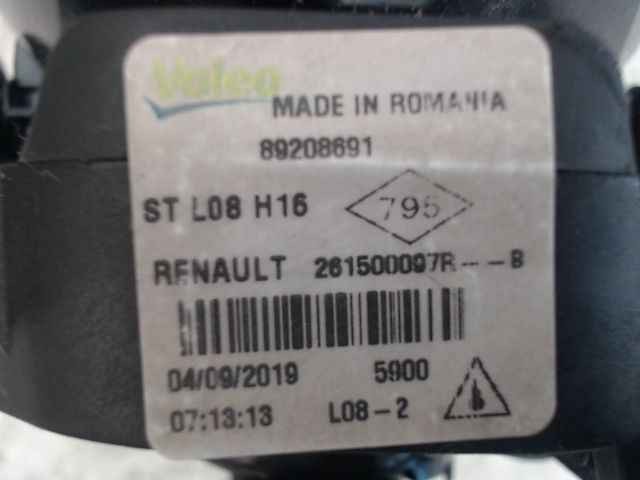 Valeo
MADE IN ROMANIA
89208691
ST L08 H16 795
RENAULT 261500097R---B
04/09/2019 5900
07:13:13 L08-2